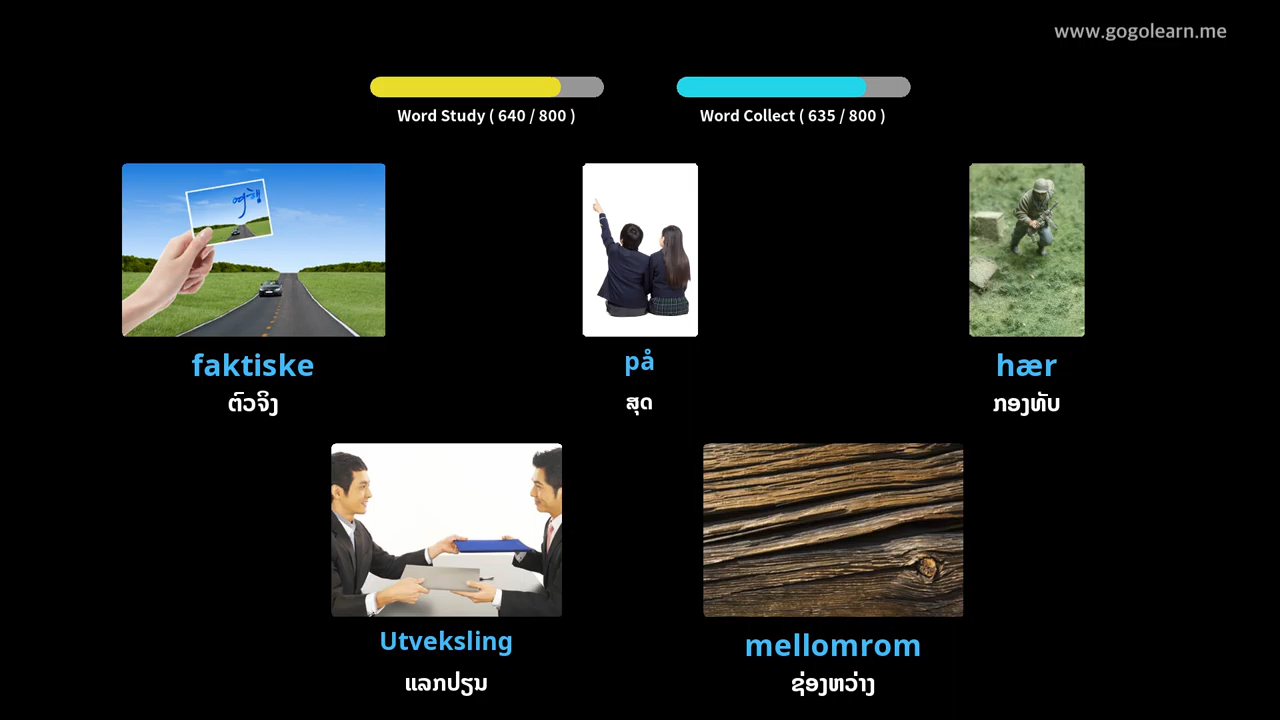 www.gogolearn.me
Word Study ( 640 / 800 )
Word Collect ( 635 / 800 )
여행
faktiske
ຕົວຈິງ
på
ສຸດ
hær
ກອງທັບ
Utveksling
ແລກປຽນ
mellomrom
ຊ່ອງຫວ່າງ